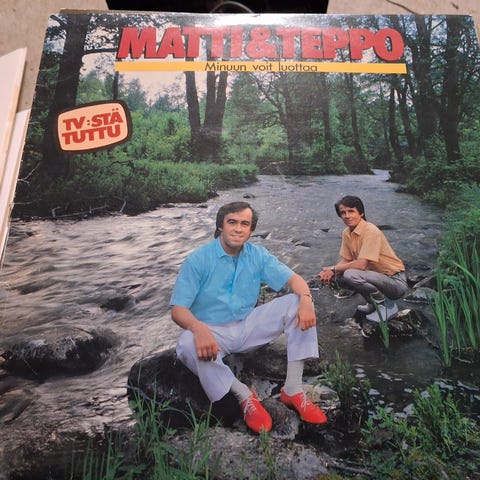 MATTI & TEPPO
Minuun voit luottaa
TV:STÄ
TUTTU